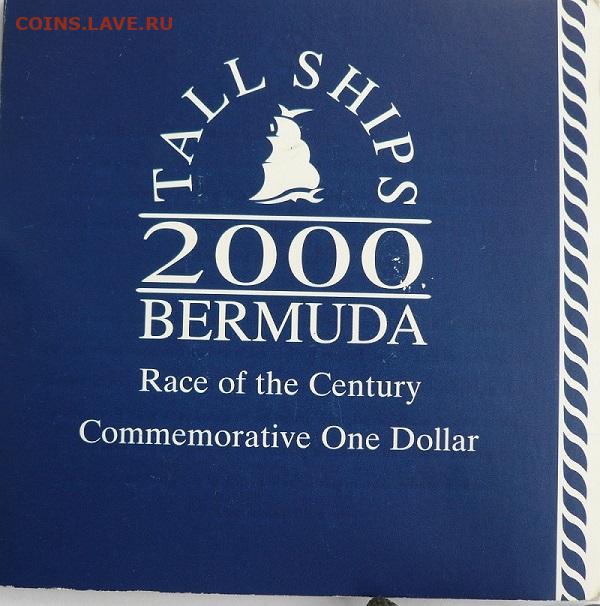 COINS.LAVE.RU
TALL SHIPS
2000
BERMUDA
Race of the Century
Commemorative One Dollar